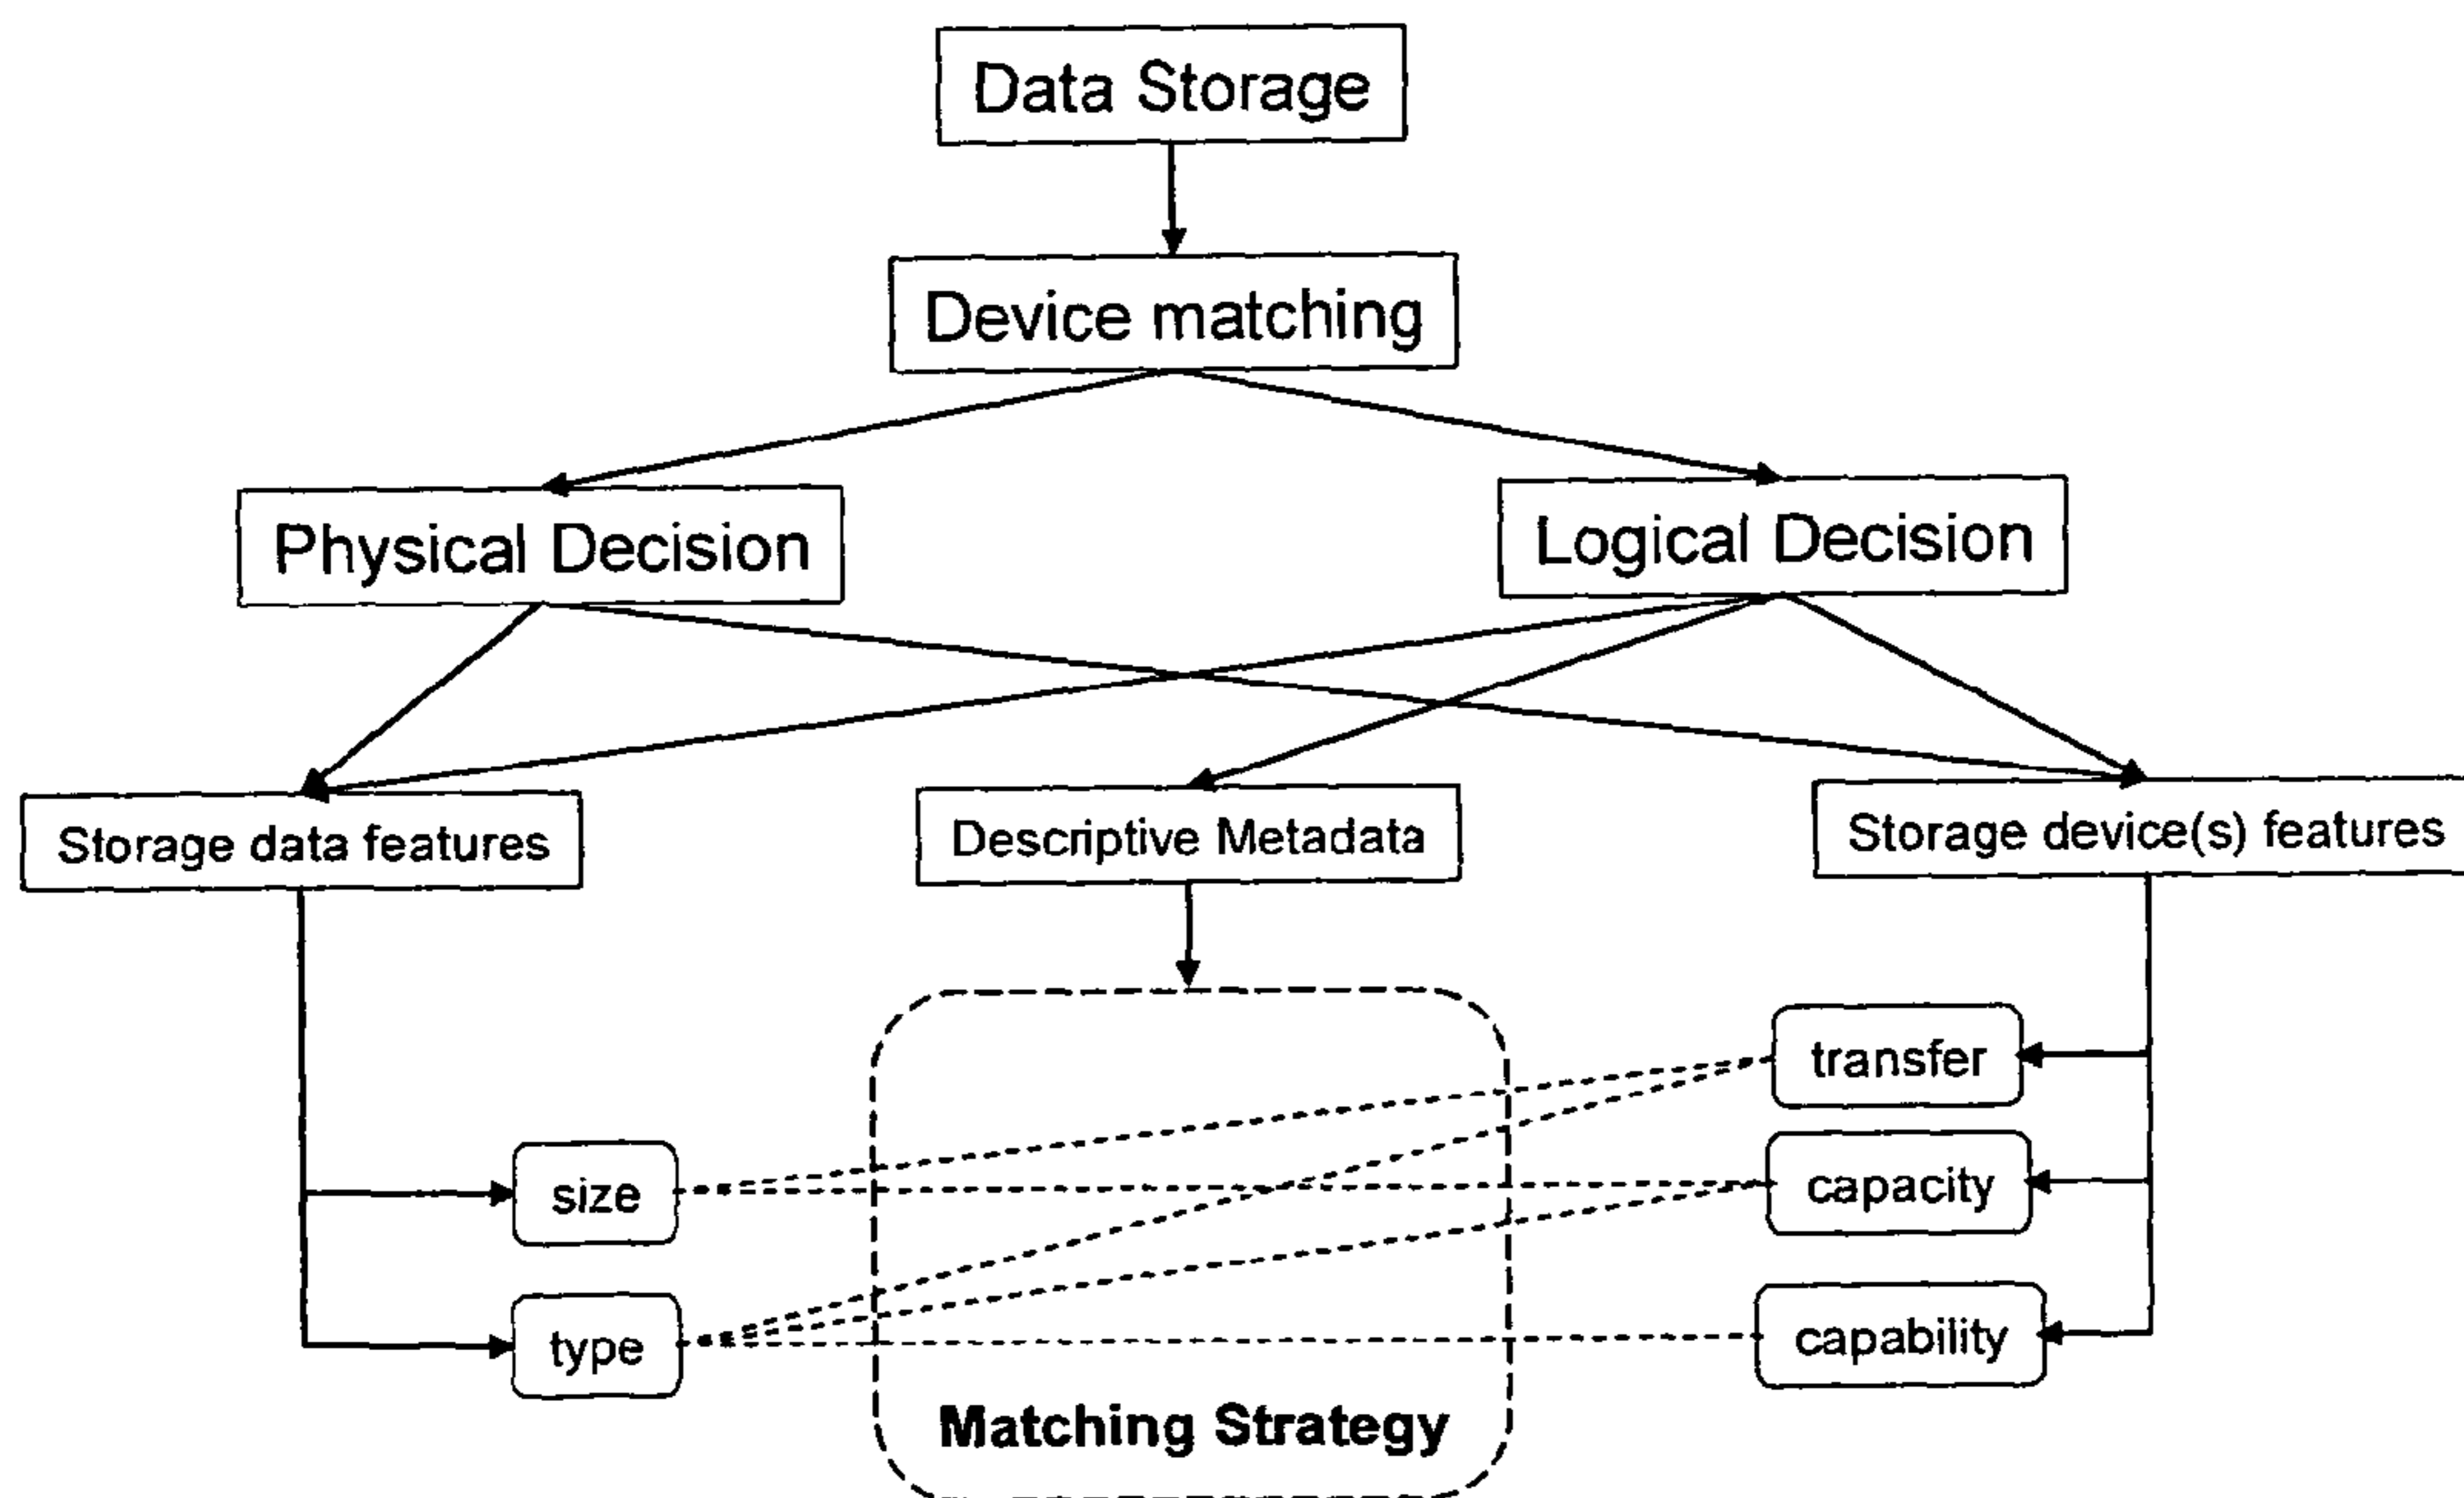 Data Storage
Device matching
Physical Decision
Logical Decision
Storage data features
Descriptive Metadata
Storage device(s) features
transfer
size
capacity
type
capability
Matching Strategy